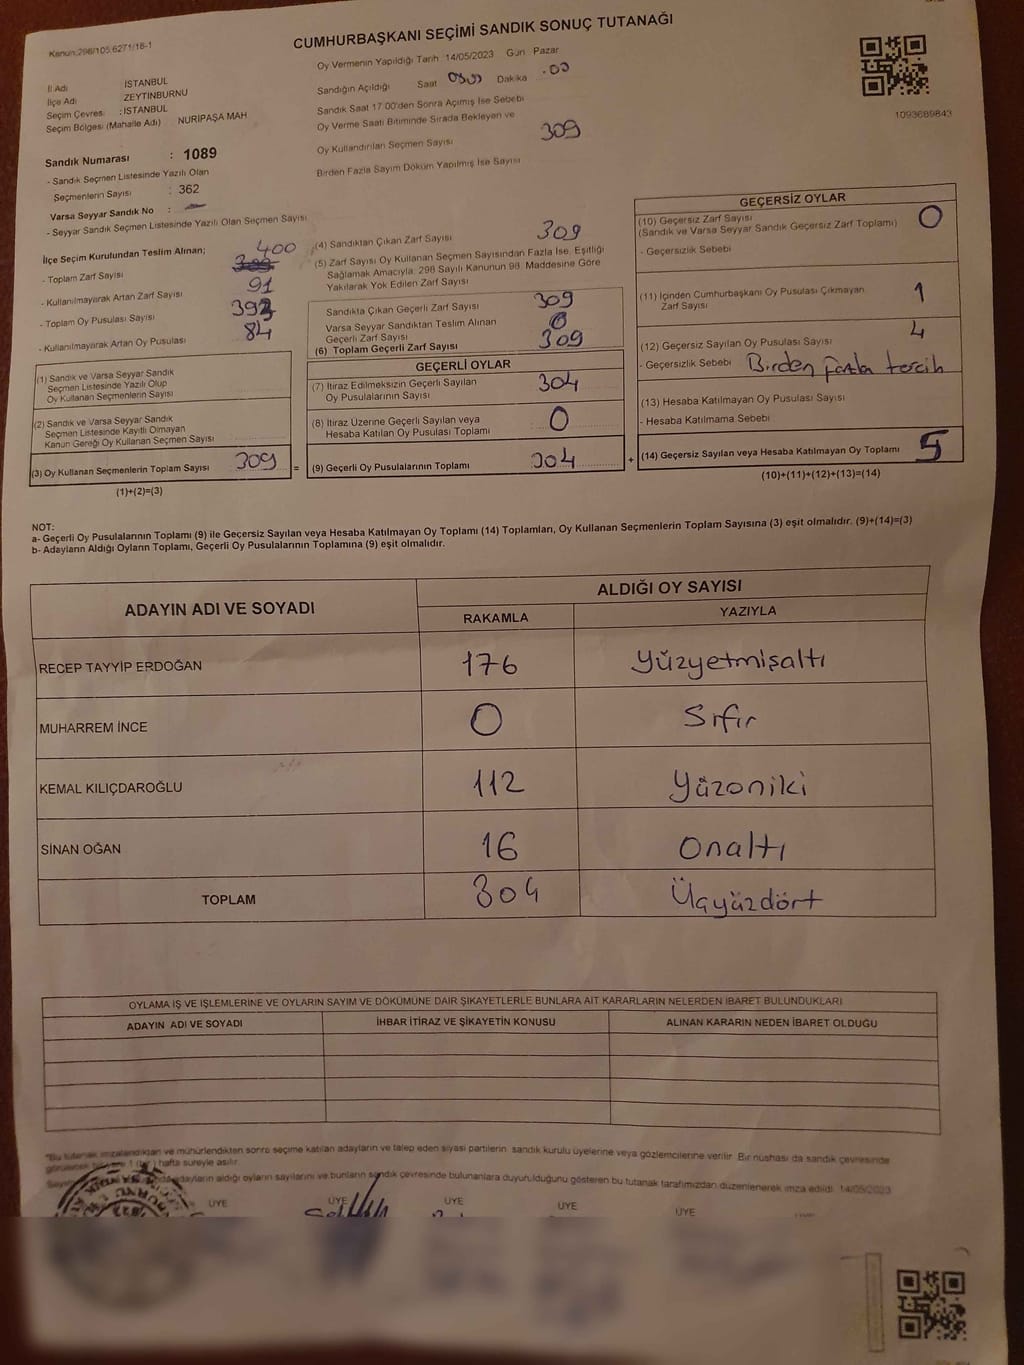 Kanun:298/105,6271/18-1
CUMHURBAŞKANI SEÇİMİ SANDIK SONUÇ TUTANAĞI
İl Adı İSTANBUL
İlçe Adı ZEYTİNBURNU
Seçim Çevresi : İSTANBUL
Seçim Bölgesi (Mahalle Adı) NURİPAŞA MAH
Sandık Numarası : 1089
- Sandık Seçmen Listesinde Yazılı Olan
Seçmenlerin Sayısı : 362
Varsa Seyyar Sandık No :
- Seyyar Sandık Seçmen Listesinde Yazılı Olan Seçmen Sayısı
Oy Vermenin Yapıldığı Tarih: 14/05/2023 Gün: Pazar
Sandığın Açıldığı Saat Dakika
Sandık Saat 17:00'den Sonra Açılmış İse Sebebi
Oy Verme Saati Bitiminde Sırada Bekleyen ve
Oy Kullandırılan Seçmen Sayısı 309
Birden Fazla Sayım Döküm Yapılmış İse Sayısı
1093689843
İlçe Seçim Kurulundan Teslim Alınan; 400
- Toplam Zarf Sayısı
- Kullanılmayarak Artan Zarf Sayısı 91
- Toplam Oy Pusulası Sayısı
- Kullanılmayarak Artan Oy Pusulası 84
(1) Sandık ve Varsa Seyyar Sandık
Seçmen Listesinde Yazılı Olup
Oy Kullanan Seçmenlerin Sayısı
(2) Sandık ve Varsa Seyyar Sandık
Seçmen Listesinde Kayıtlı Olmayan
Kanun Gereği Oy Kullanan Seçmen Sayısı
(3) Oy Kullanan Seçmenlerin Toplam Sayısı 309 =
(1)+(2)=(3)
(4) Sandıktan Çıkan Zarf Sayısı 309
(5) Zarf Sayısı Oy Kullanan Seçmen Sayısından Fazla İse, Eşitliği
Sağlamak Amacıyla; 298 Sayılı Kanunun 98. Maddesine Göre
Yakılarak Yok Edilen Zarf Sayısı
Sandıkta Çıkan Geçerli Zarf Sayısı 309
Varsa Seyyar Sandıktan Teslim Alınan
Geçerli Zarf Sayısı 0
(6) Toplam Geçerli Zarf Sayısı 309
GEÇERLİ OYLAR
(7) İtiraz Edilmeksizin Geçerli Sayılan
Oy Pusulalarının Sayısı 304
(8) İtiraz Üzerine Geçerli Sayılan veya
Hesaba Katılan Oy Pusulası Toplamı 0
(9) Geçerli Oy Pusulalarının Toplamı 304 +
GEÇERSİZ OYLAR
(10) Geçersiz Zarf Sayısı 0
(Sandık ve Varsa Seyyar Sandık Geçersiz Zarf Toplamı)
- Geçersizlik Sebebi
(11) İçinden Cumhurbaşkanı Oy Pusulası Çıkmayan
Zarf Sayısı 1
(12) Geçersiz Sayılan Oy Pusulası Sayısı 4
- Geçersizlik Sebebi Birden fazla tercih
(13) Hesaba Katılmayan Oy Pusulası Sayısı
- Hesaba Katılmama Sebebi
(14) Geçersiz Sayılan veya Hesaba Katılmayan Oy Toplamı 5
(10)+(11)+(12)+(13)=(14)
NOT:
a- Geçerli Oy Pusulalarının Toplamı (9) ile Geçersiz Sayılan veya Hesaba Katılmayan Oy Toplamı (14) Toplamları, Oy Kullanan Seçmenlerin Toplam Sayısına (3) eşit olmalıdır. (9)+(14)=(3)
b- Adayların Aldığı Oyların Toplamı, Geçerli Oy Pusulalarının Toplamına (9) eşit olmalıdır.
ADAYIN ADI VE SOYADI ALDIĞI OY SAYISI
RAKAMLA YAZIYLA
RECEP TAYYİP ERDOĞAN 176 Yüzyetmişaltı
MUHARREM İNCE 0 Sıfır
KEMAL KILIÇDAROĞLU 112 Yüzoniki
SİNAN OĞAN 16 Onaltı
TOPLAM 304 Üçyüzdört
OYLAMA İŞ VE İŞLEMLERİNE VE OYLARIN SAYIM VE DÖKÜMÜNE DAİR ŞİKAYETLERLE BUNLARA AİT KARARLARIN NELERDEN İBARET BULUNDUKLARI
ADAYIN ADI VE SOYADI İHBAR İTİRAZ VE ŞİKAYETİN KONUSU ALINAN KARARIN NEDEN İBARET OLDUĞU
*Bu tutanak imzalandıktan ve mühürlendikten sonra seçime katılan adayların ve talep eden siyasi partilerin sandık kurulu üyelerine veya gözlemcilerine verilir. Bir nüshası da sandık çevresinde
hafta süreyle asılır.
adayların aldığı oyların sayılarını ve bunların sandık çevresinde bulunanlara duyurulduğunu gösteren bu tutanak tarafımızdan düzenlenerek imza edildi. 14/05/2023
ÜYE ÜYE ÜYE ÜYE ÜYE